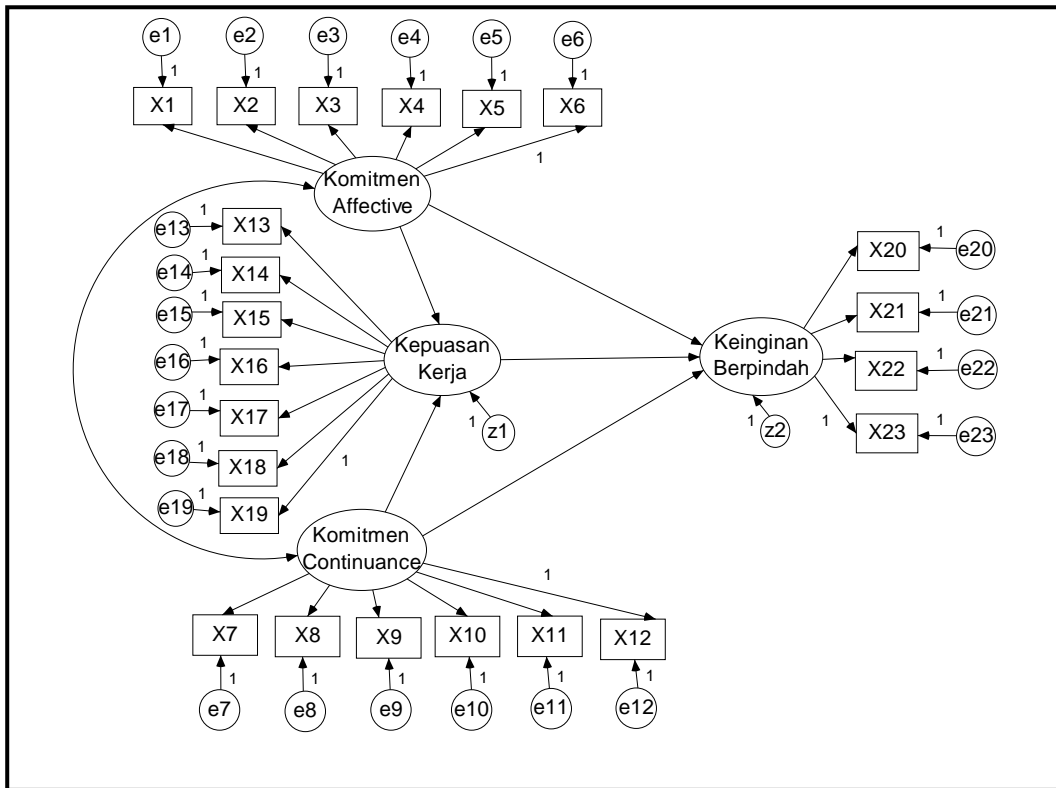 e1 e2 e3 e4 e5 e6
1 1 1 1 1 1
X1 X2 X3 X4 X5 X6
1
Komitmen
Affective
e13 1 X13
e14 1 X14
e15 1 X15
e16 1 X16
e17 1 X17
e18 1 X18
e19 1 X19
1
Kepuasan
Kerja
1 z1
Keinginan
Berpindah
1 z2
X20 1 e20
X21 1 e21
X22 1 e22
1 X23 1 e23
Komitmen
Continuance
1
X7 X8 X9 X10 X11 X12
1 1 1 1 1 1
e7 e8 e9 e10 e11 e12